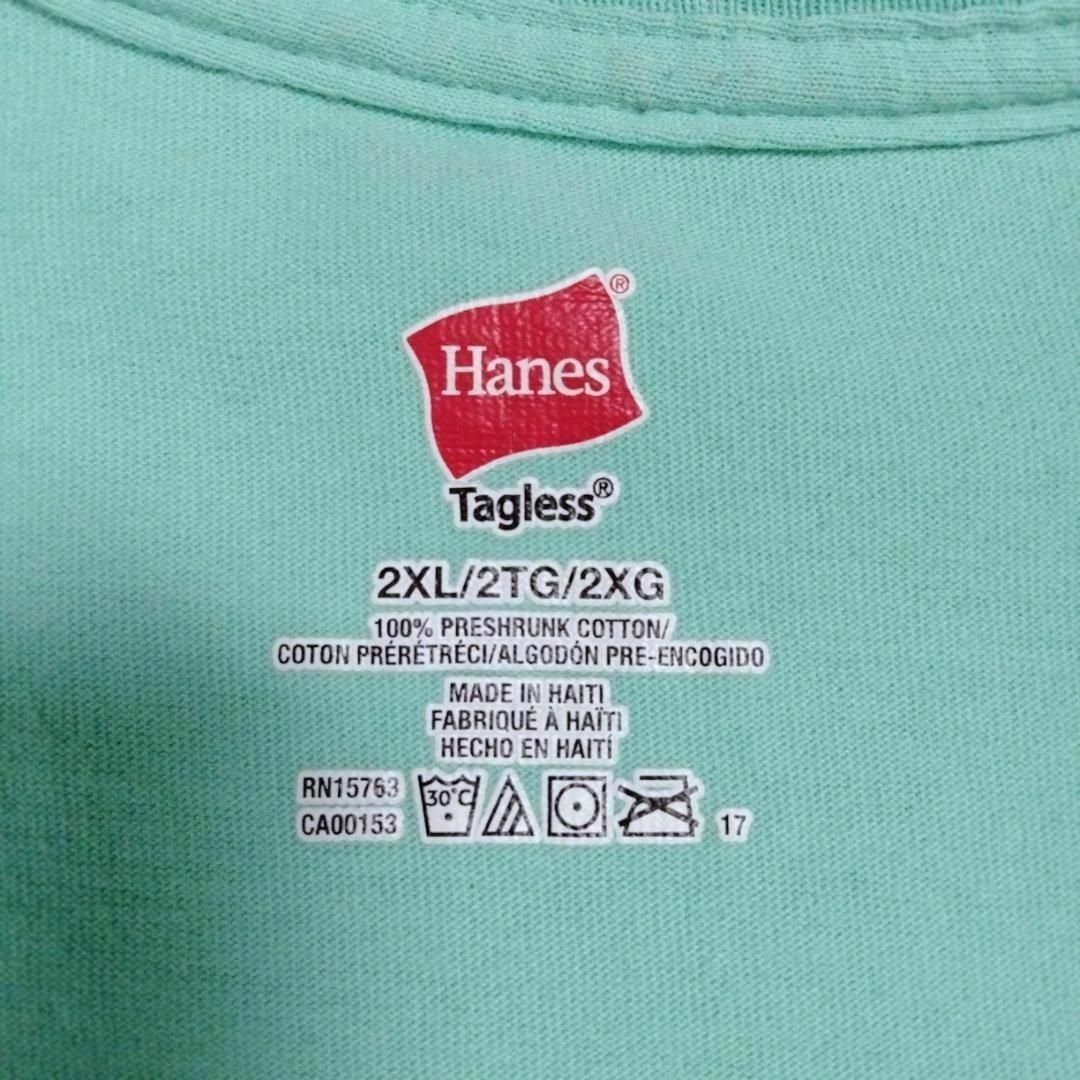 Hanes®
Tagless®
2XL/2TG/2XG
100% PRESHRUNK COTTON/
COTON PRÉRÉTRÉCI/ALGODÓN PRE-ENCOGIDO
MADE IN HAITI
FABRIQUÉ À HAÏTI
HECHO EN HAITÍ
RN15763
CA00153
30°C
17